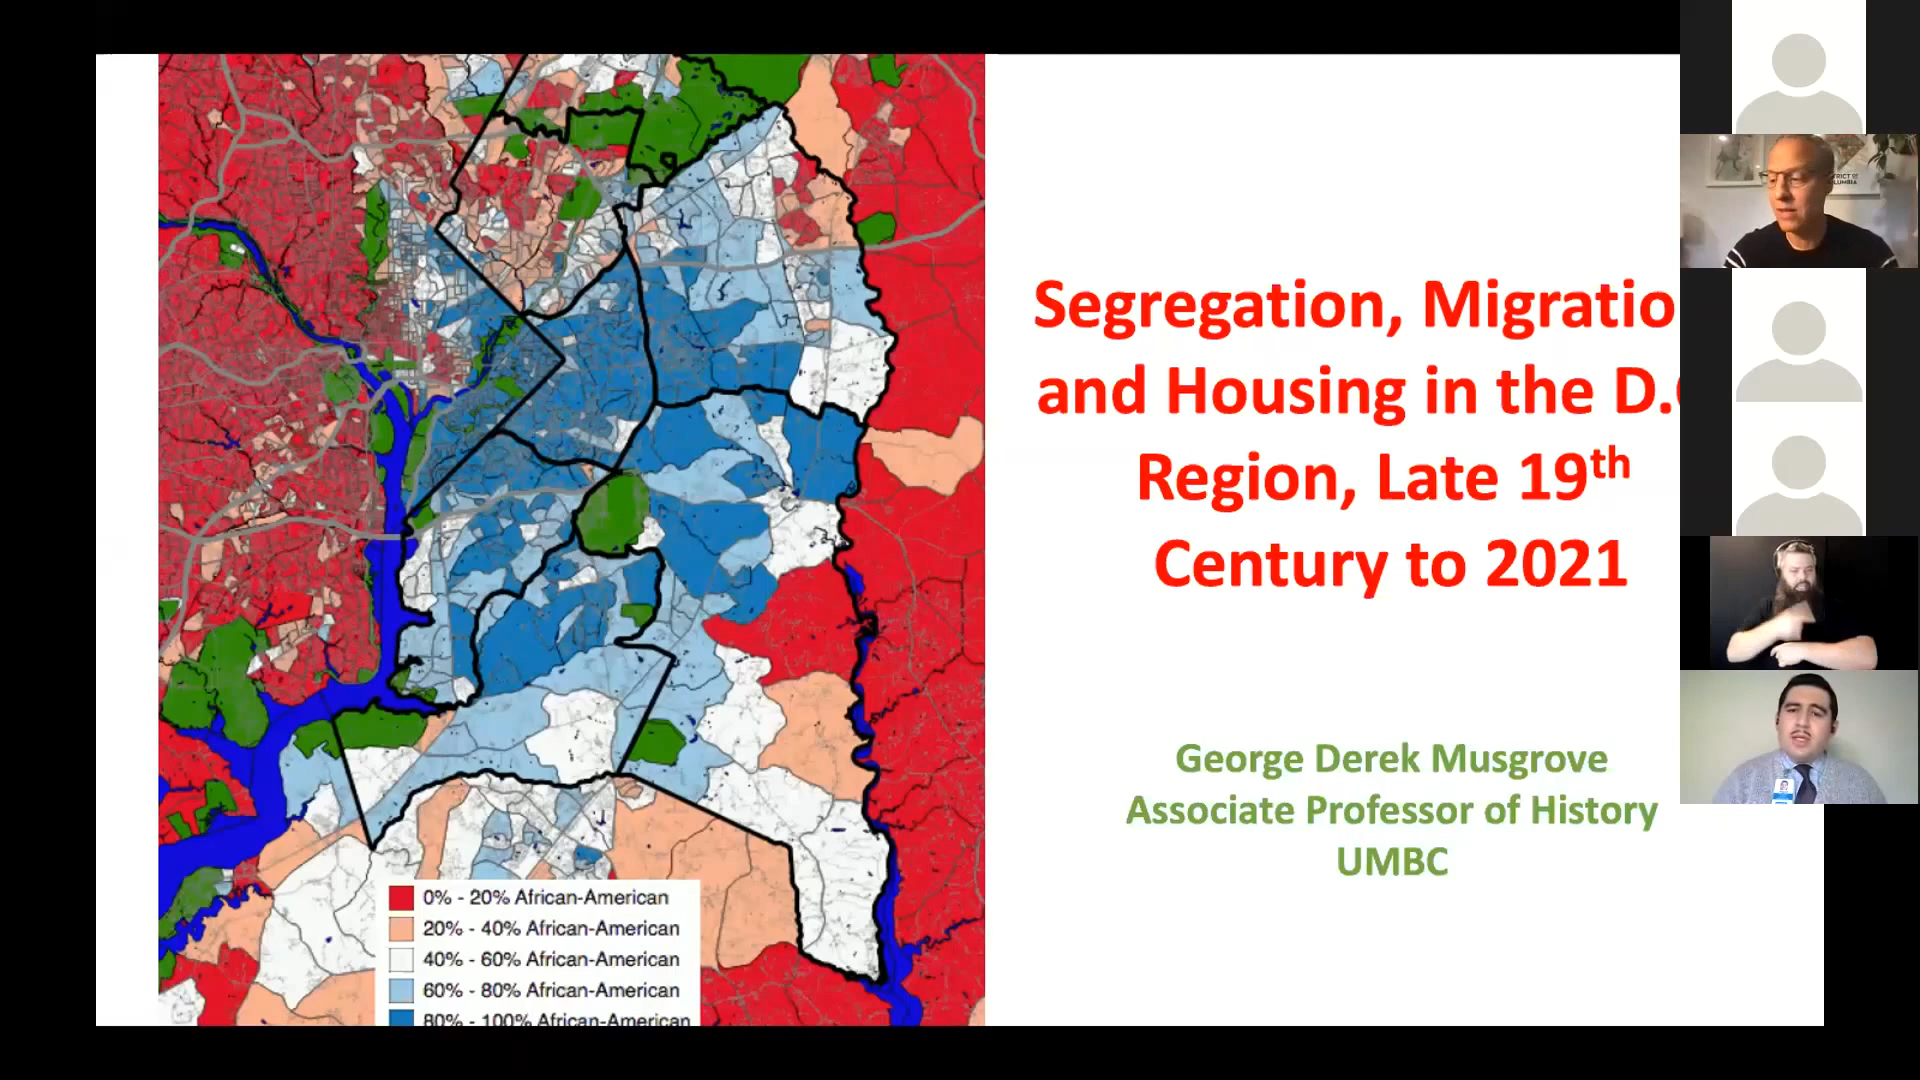 Segregation, Migratio
and Housing in the D.
Region, Late 19th
Century to 2021
George Derek Musgrove
Associate Professor of History
UMBC
0% - 20% African-American
20% - 40% African-American
40% - 60% African-American
60% - 80% African-American
80% - 100% African-American